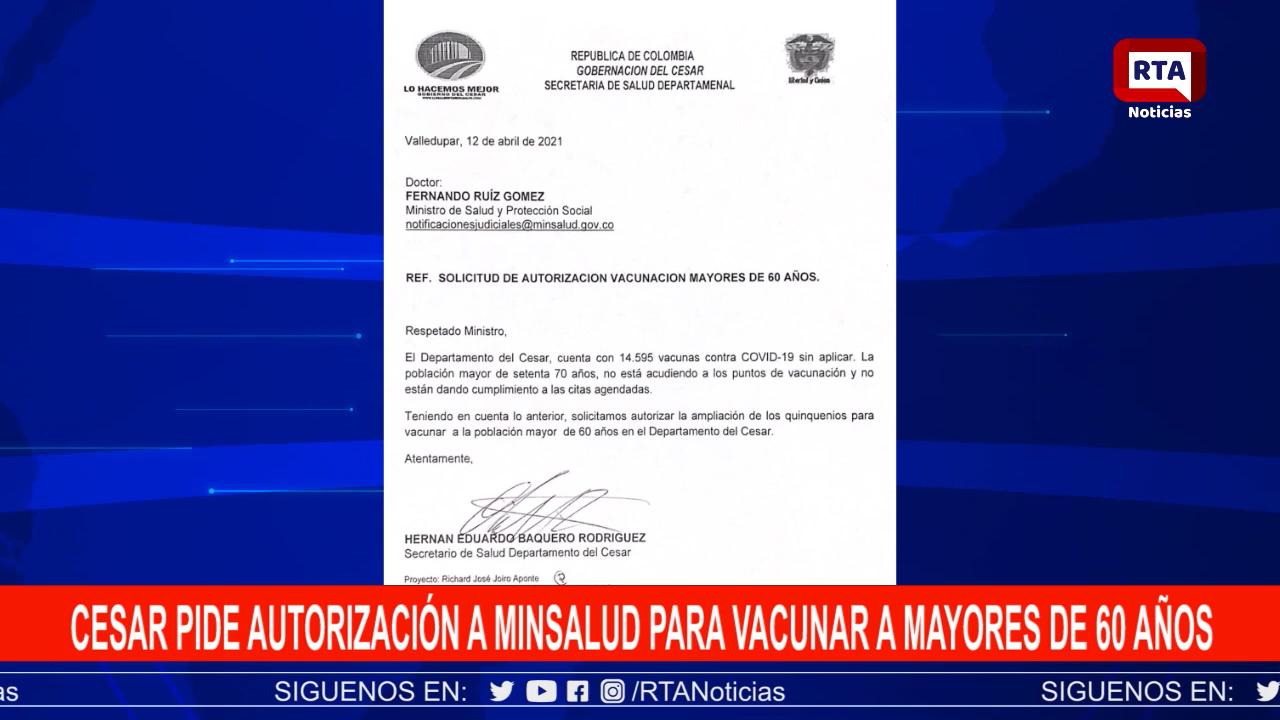 REPUBLICA DE COLOMBIA
GOBERNACION DEL CESAR
SECRETARIA DE SALUD DEPARTAMENAL
LO HACEMOS MEJOR
GOBIERNO DEL CESAR
libertad y Orden
RTA
Noticias
Valledupar, 12 de abril de 2021
Doctor:
FERNANDO RUÍZ GOMEZ
Ministro de Salud y Protección Social
notificacionesjudiciales@minsalud.gov.co
REF. SOLICITUD DE AUTORIZACION VACUNACION MAYORES DE 60 AÑOS.
Respetado Ministro,
El Departamento del Cesar, cuenta con 14.595 vacunas contra COVID-19 sin aplicar. La
población mayor de setenta 70 años, no está acudiendo a los puntos de vacunación y no
están dando cumplimiento a las citas agendadas.
Teniendo en cuenta lo anterior, solicitamos autorizar la ampliación de los quinquenios para
vacunar a la población mayor de 60 años en el Departamento del Cesar.
Atentamente,
HERNAN EDUARDO BAQUERO RODRIGUEZ
Secretario de Salud Departamento del Cesar
Proyecto: Richard José Joiro Aponte
CESAR PIDE AUTORIZACIÓN A MINSALUD PARA VACUNAR A MAYORES DE 60 AÑOS
as SIGUENOS EN: /RTANoticias SIGUENOS EN: